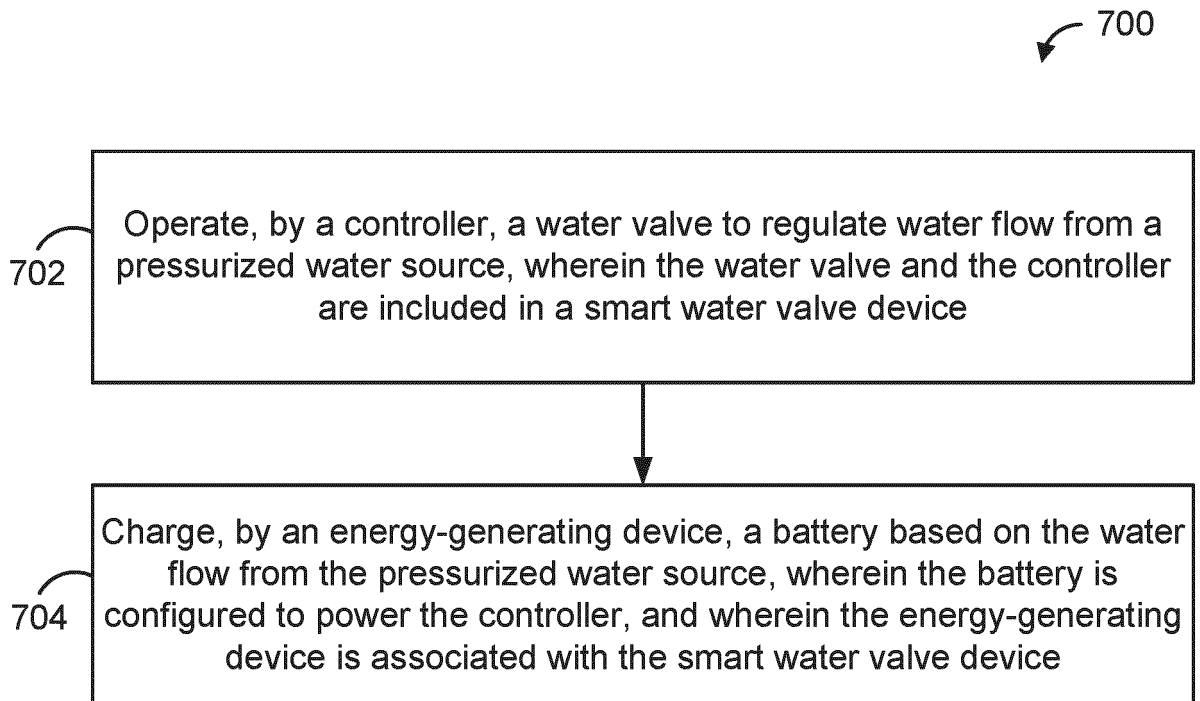 700
Operate, by a controller, a water valve to regulate water flow from a
pressurized water source, wherein the water valve and the controller
are included in a smart water valve device
702
Charge, by an energy-generating device, a battery based on the water
flow from the pressurized water source, wherein the battery is
configured to power the controller, and wherein the energy-generating
device is associated with the smart water valve device
704